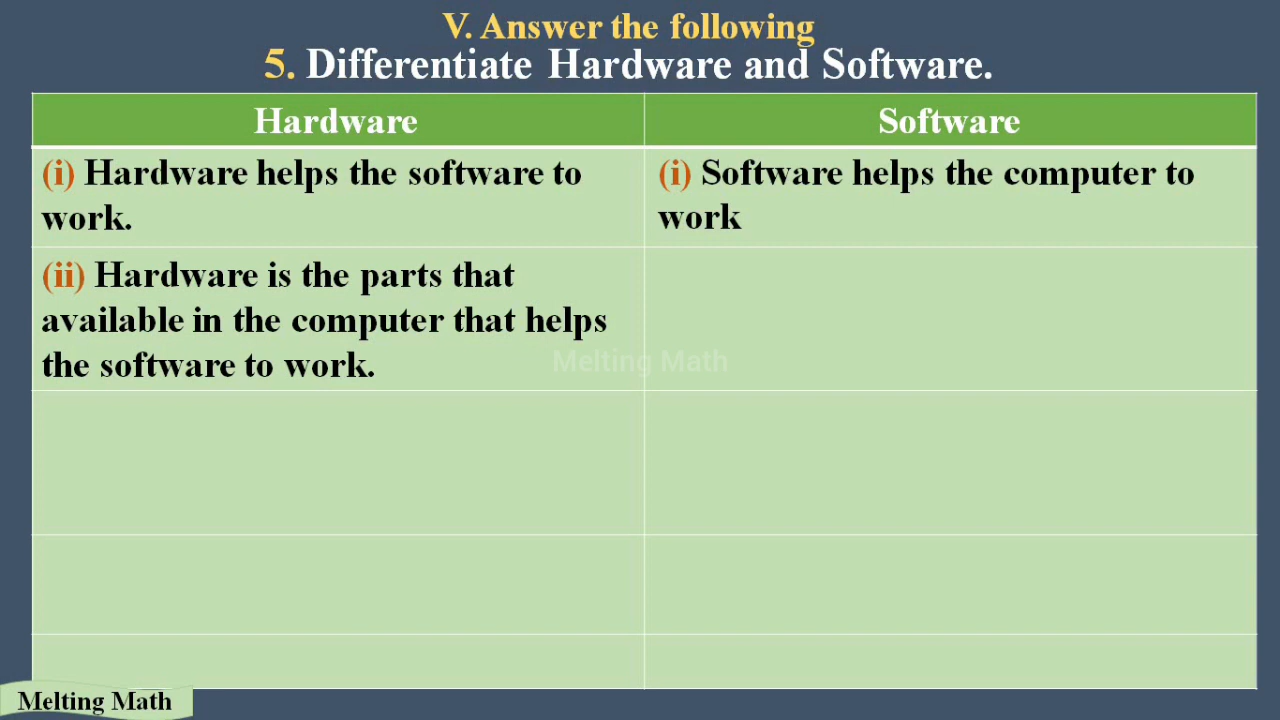 V. Answer the following
5. Differentiate Hardware and Software.
Hardware
Software
(i) Hardware helps the software to
work.
(i) Software helps the computer to
work
(ii) Hardware is the parts that
available in the computer that helps
the software to work.
Melting Math
Melting Math